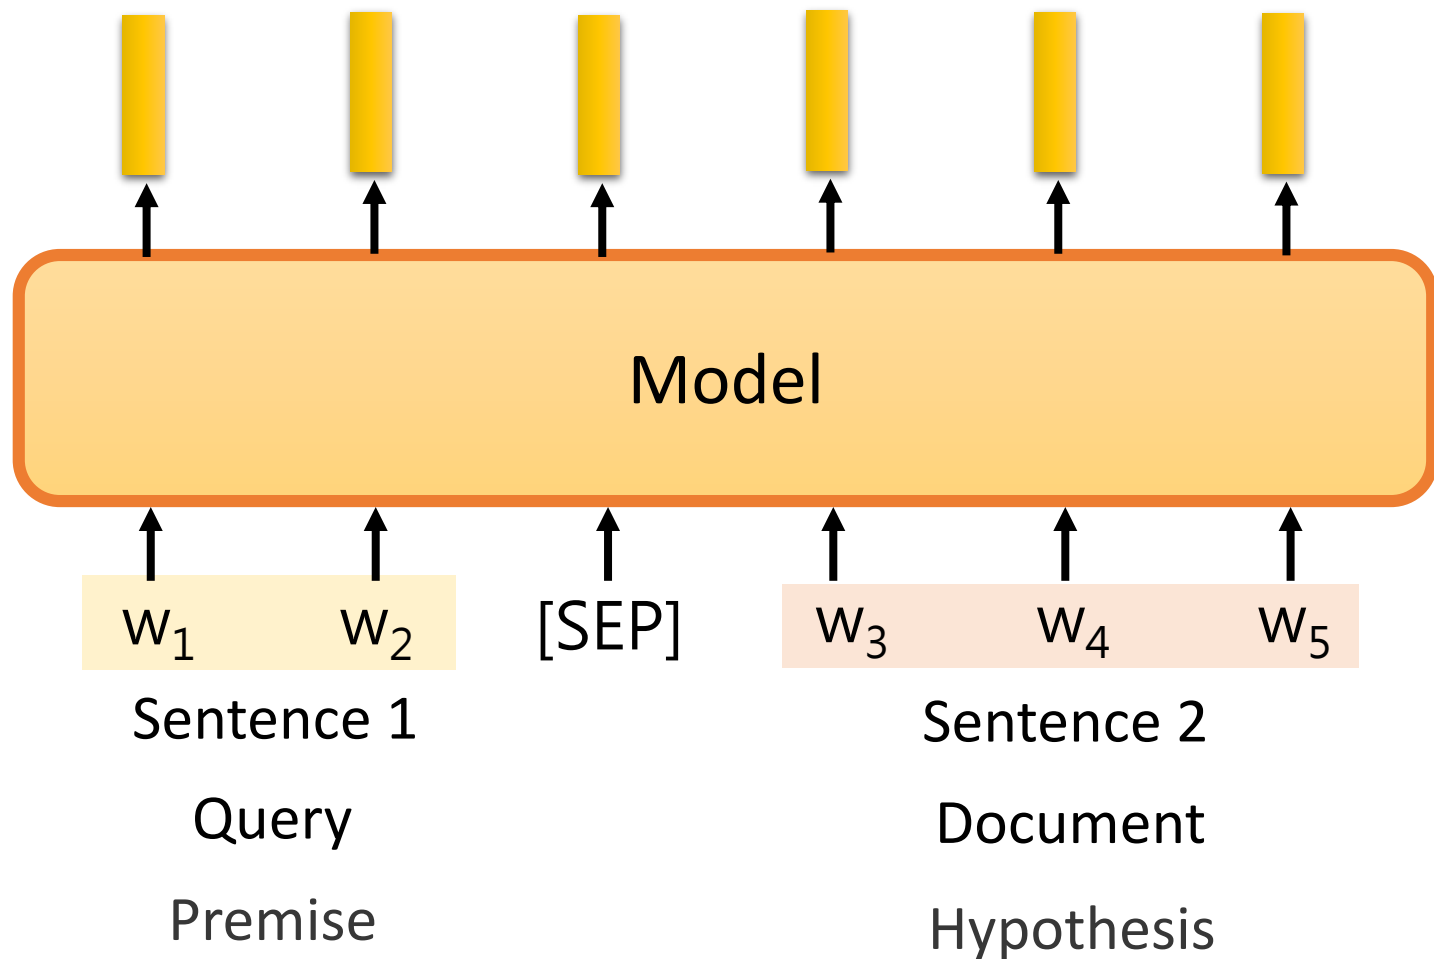 Model
w₁ w₂ [SEP] w₃ w₄ w₅
Sentence 1 Sentence 2
Query Document
Premise Hypothesis